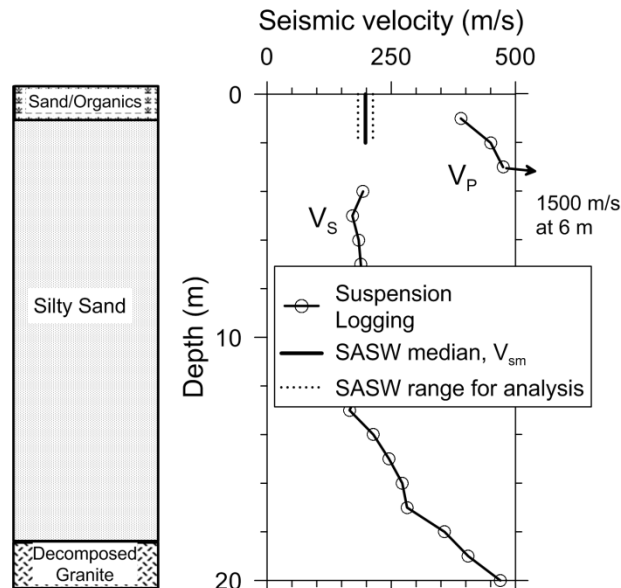 Seismic velocity (m/s)
0 250 500
Sand/Organics
0
V_P
1500 m/s
at 6 m
V_S
Silty Sand
Depth (m)
Suspension
Logging
10
SASW median, V_sm
SASW range for analysis
Decomposed
Granite
20